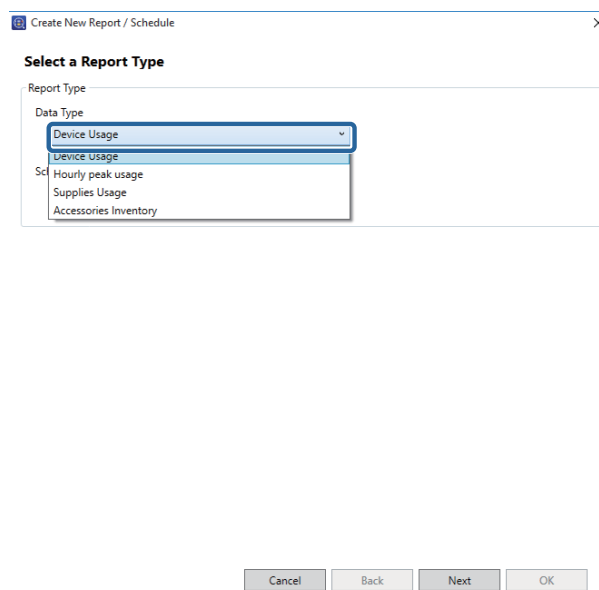 Create New Report / Schedule
Select a Report Type
Report Type
Data Type
Device Usage
Device Usage
Hourly peak usage
Supplies Usage
Accessories Inventory
Cancel Back Next OK